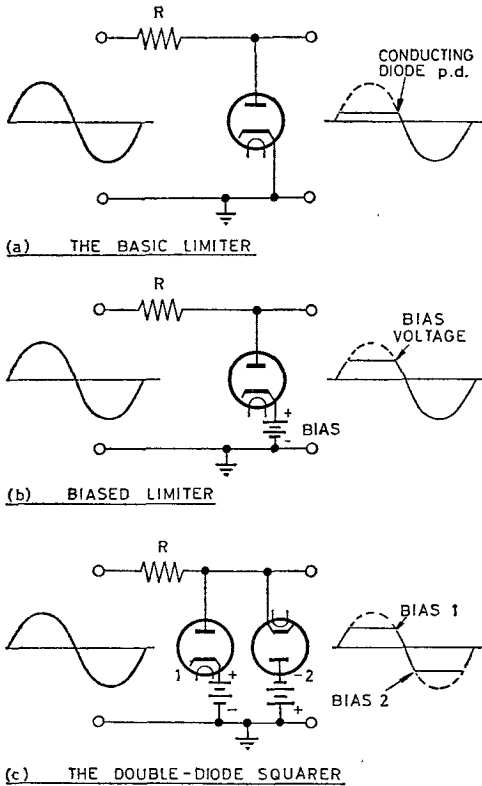 R
CONDUCTING
DIODE p.d.
(a) THE BASIC LIMITER
R
BIAS
VOLTAGE
+
-
BIAS
(b) BIASED LIMITER
R
BIAS 1
1
+
-
-2
+
BIAS 2
(c) THE DOUBLE-DIODE SQUARER